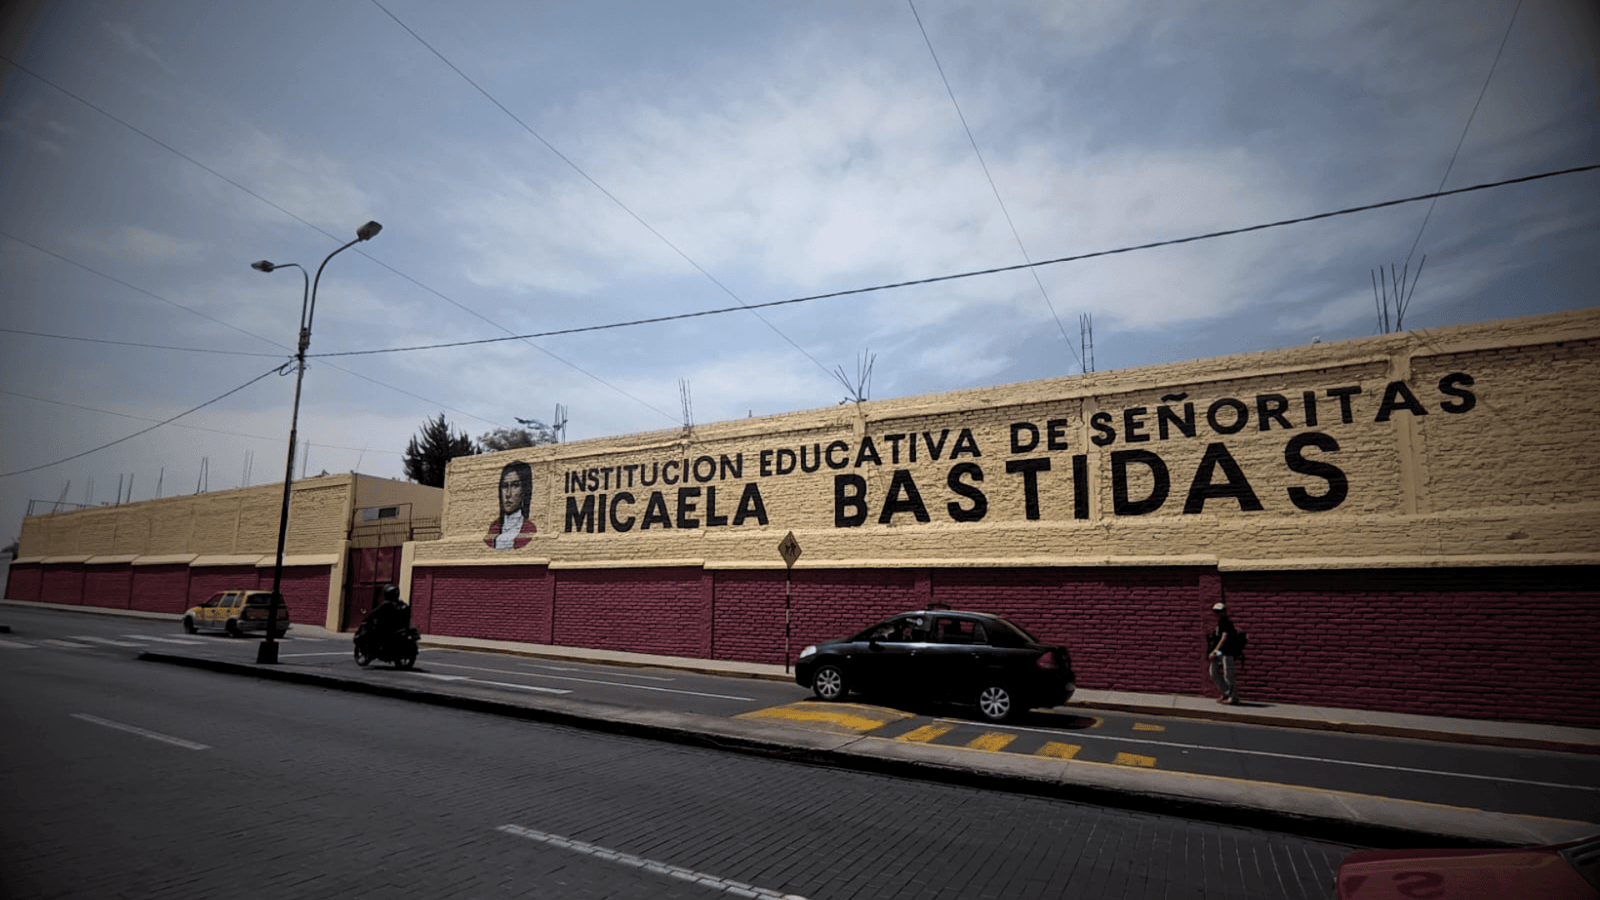 INSTITUCION EDUCATIVA DE SEÑORITAS
MICAELA BASTIDAS